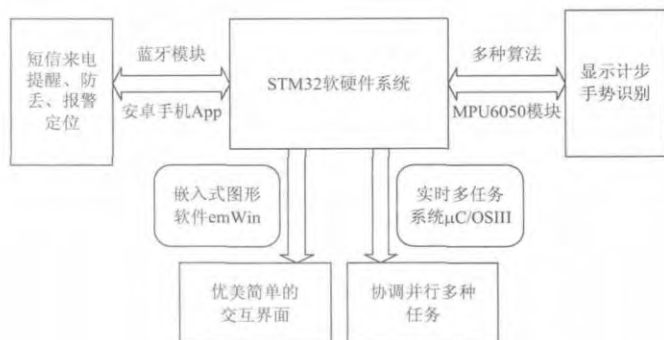 短信来电
提醒、防
丢、报警
定位
蓝牙模块
安卓手机App
STM32软硬件系统
多种算法
MPU6050模块
显示计步
手势识别
嵌入式图形
软件emWin
实时多任务
系统μC/OSIII
优美简单的
交互界面
协调并行多种
任务